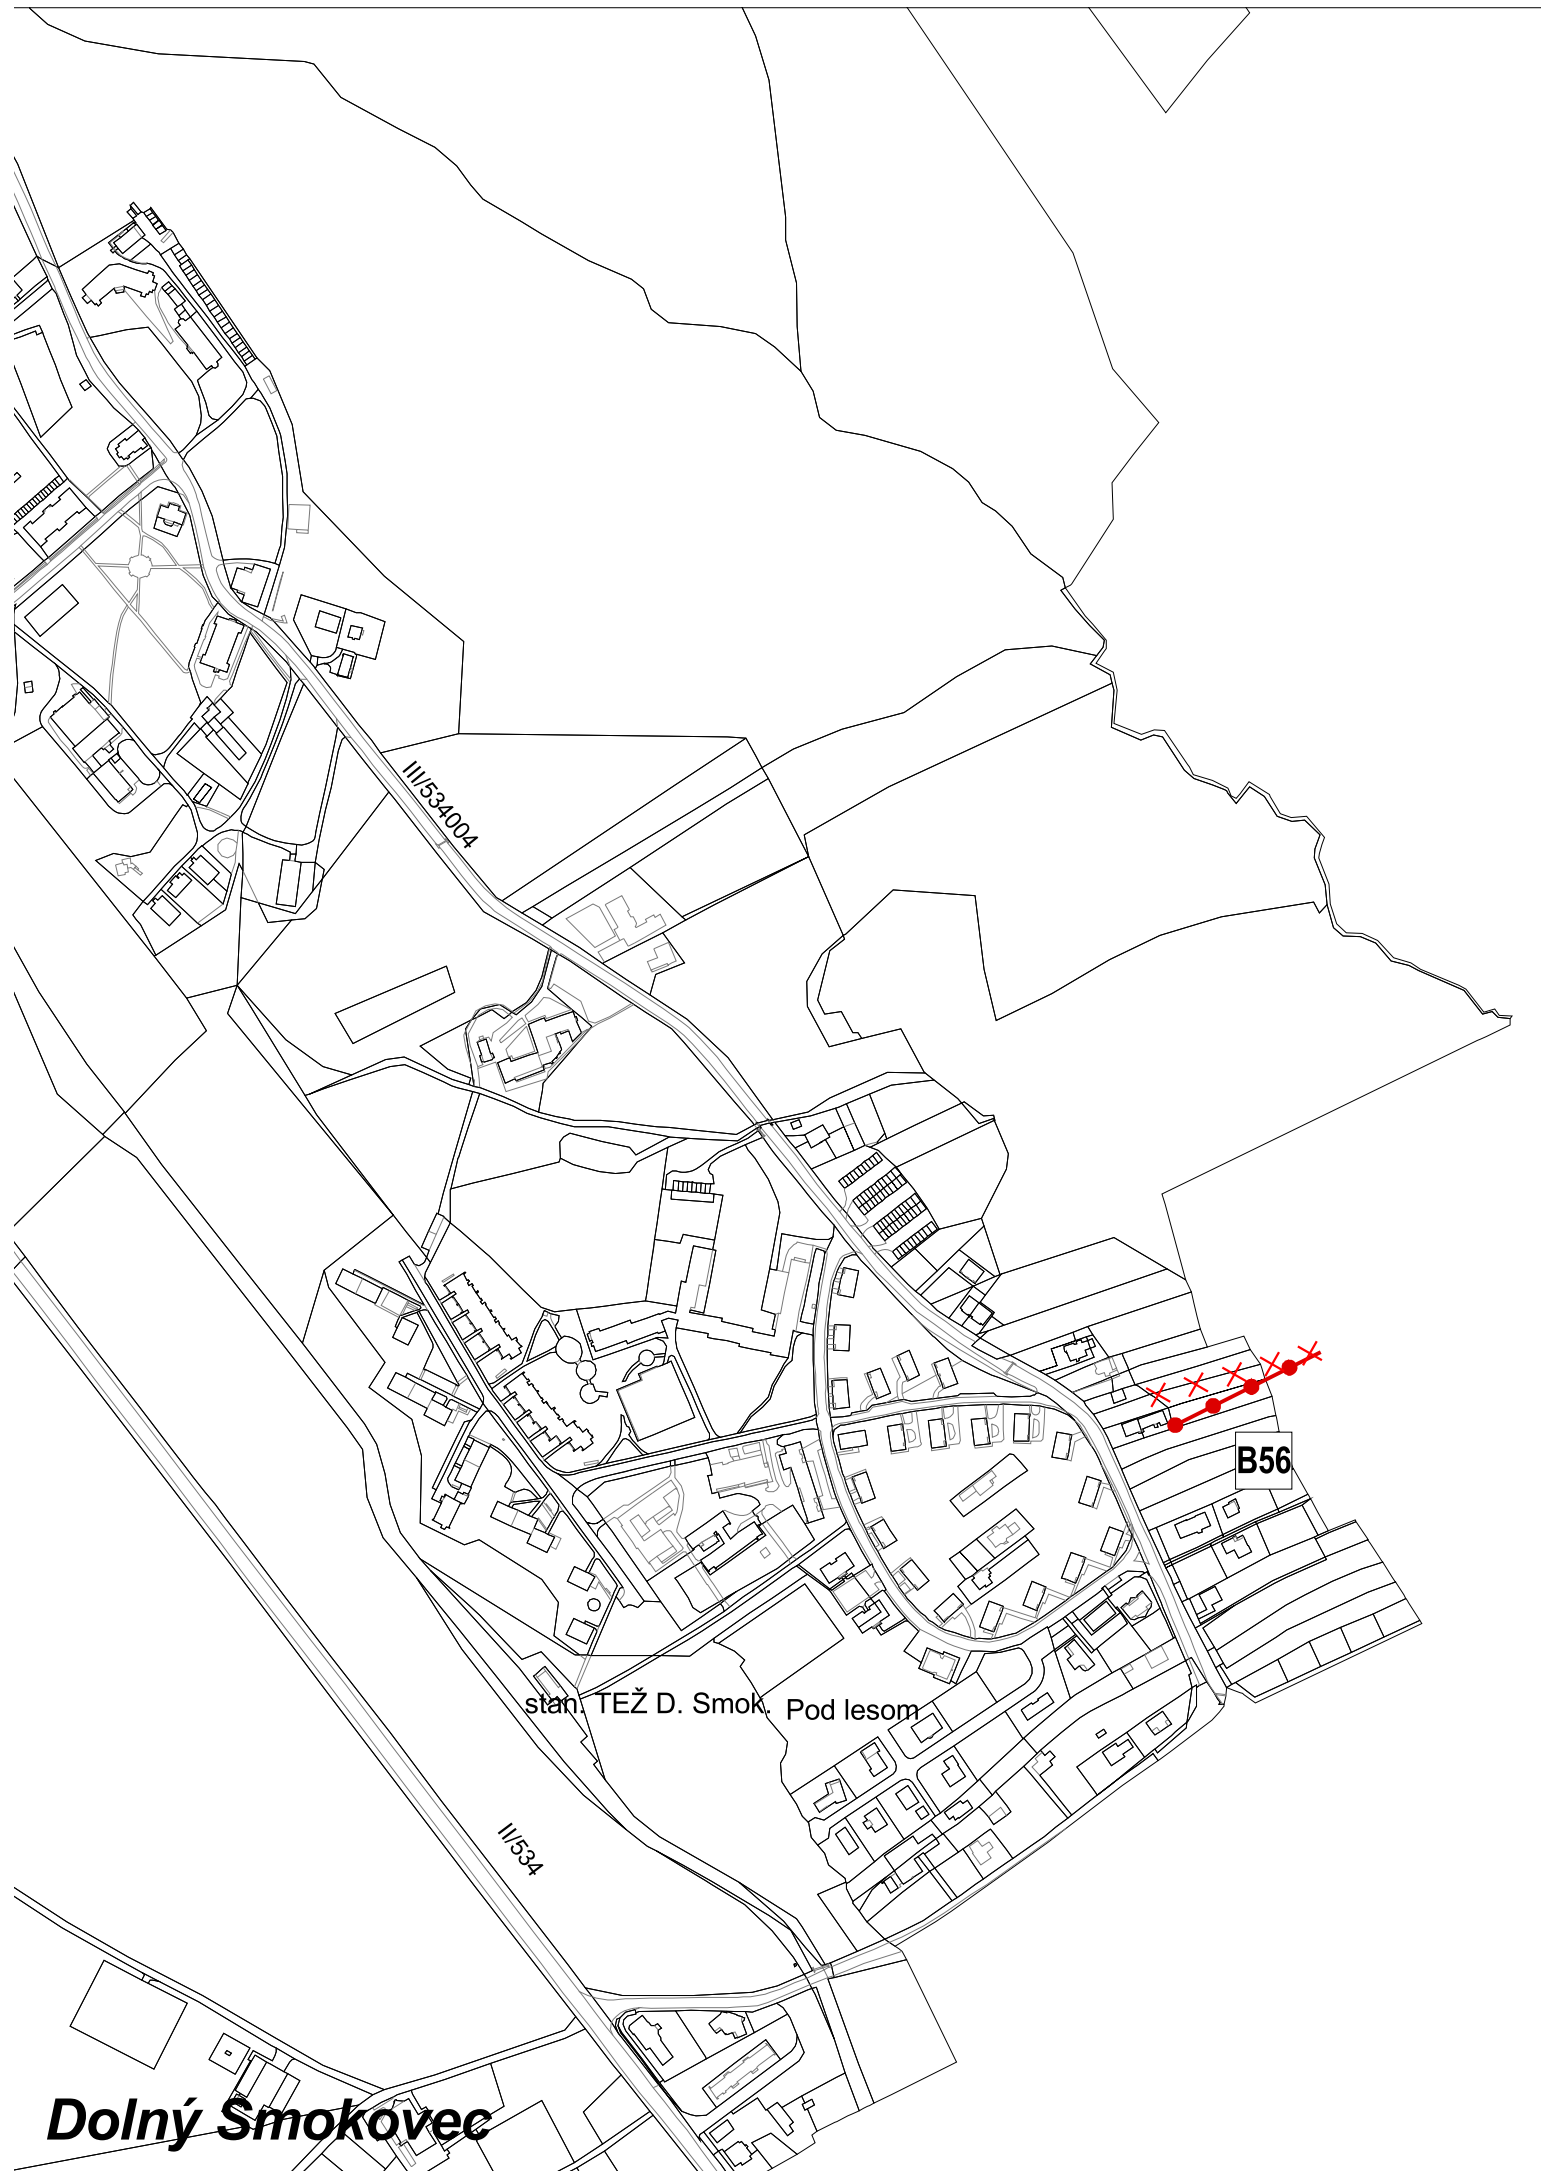 III/534004
B56
stan. TEŽ D. Smok. Pod lesom
II/534
Dolný Smokovec